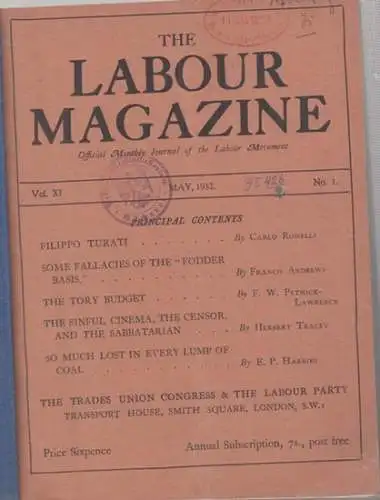 THE
LABOUR
MAGAZINE
Official Monthly Journal of the Labour Movement
Vol. XI MAY, 1932. No. 1.
PRINCIPAL CONTENTS
FILIPPO TURATI . . . . . . . By CARLO ROSSELLI
SOME FALLACIES OF THE "FODDER
BASIS," . . . . . . . . . By FRANCIS ANDREWS
THE TORY BUDGET . . . . . . By F. W. PETHICK-
LAWRENCE
THE SINFUL CINEMA, THE CENSOR,
AND THE SABBATARIAN . . . By HERBERT TRACEY
SO MUCH LOST IN EVERY LUMP OF
COAL . . . . . . . . . . By E. P. HARRIES
THE TRADES UNION CONGRESS & THE LABOUR PARTY
TRANSPORT HOUSE, SMITH SQUARE, LONDON, S.W.1
Price Sixpence Annual Subscription, 7s., post free